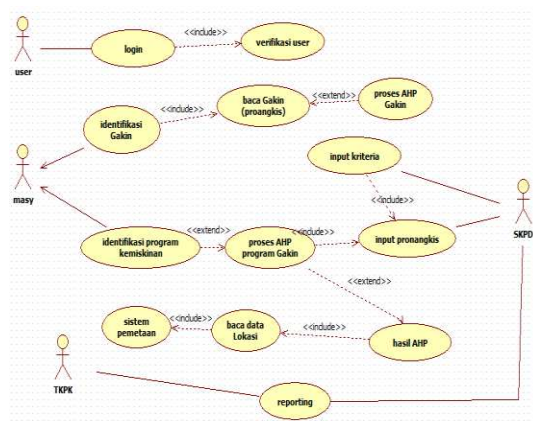 login
<<include>>
verifikasi user
user
identifikasi
Gakin
<<include>>
baca Gakin
(proangkis)
<<extend>>
proses AHP
Gakin
masy
input kriteria
<<include>>
SKPD
identifikasi program
kemiskinan
<<extend>>
proses AHP
program Gakin
<<include>>
input pronangkis
<<extend>>
sistem
pemetaan
<<include>>
baca data
Lokasi
<<include>>
hasil AHP
TKPK
reporting